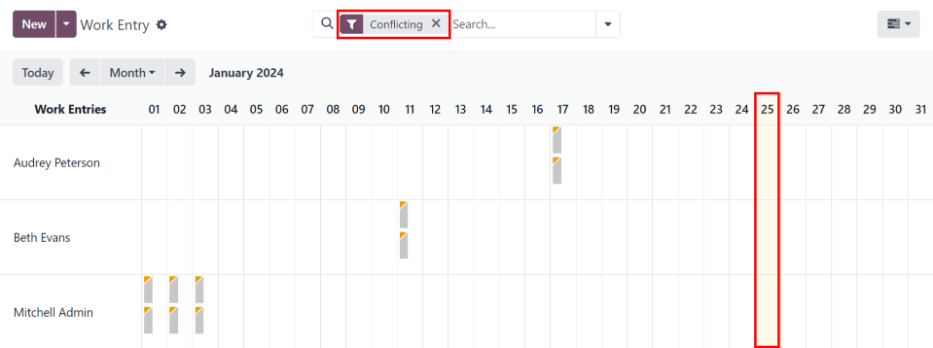 New Work Entry Conflicting Search...
Today Month January 2024
Work Entries 01 02 03 04 05 06 07 08 09 10 11 12 13 14 15 16 17 18 19 20 21 22 23 24 25 26 27 28 29 30 31
Audrey Peterson
Beth Evans
Mitchell Admin